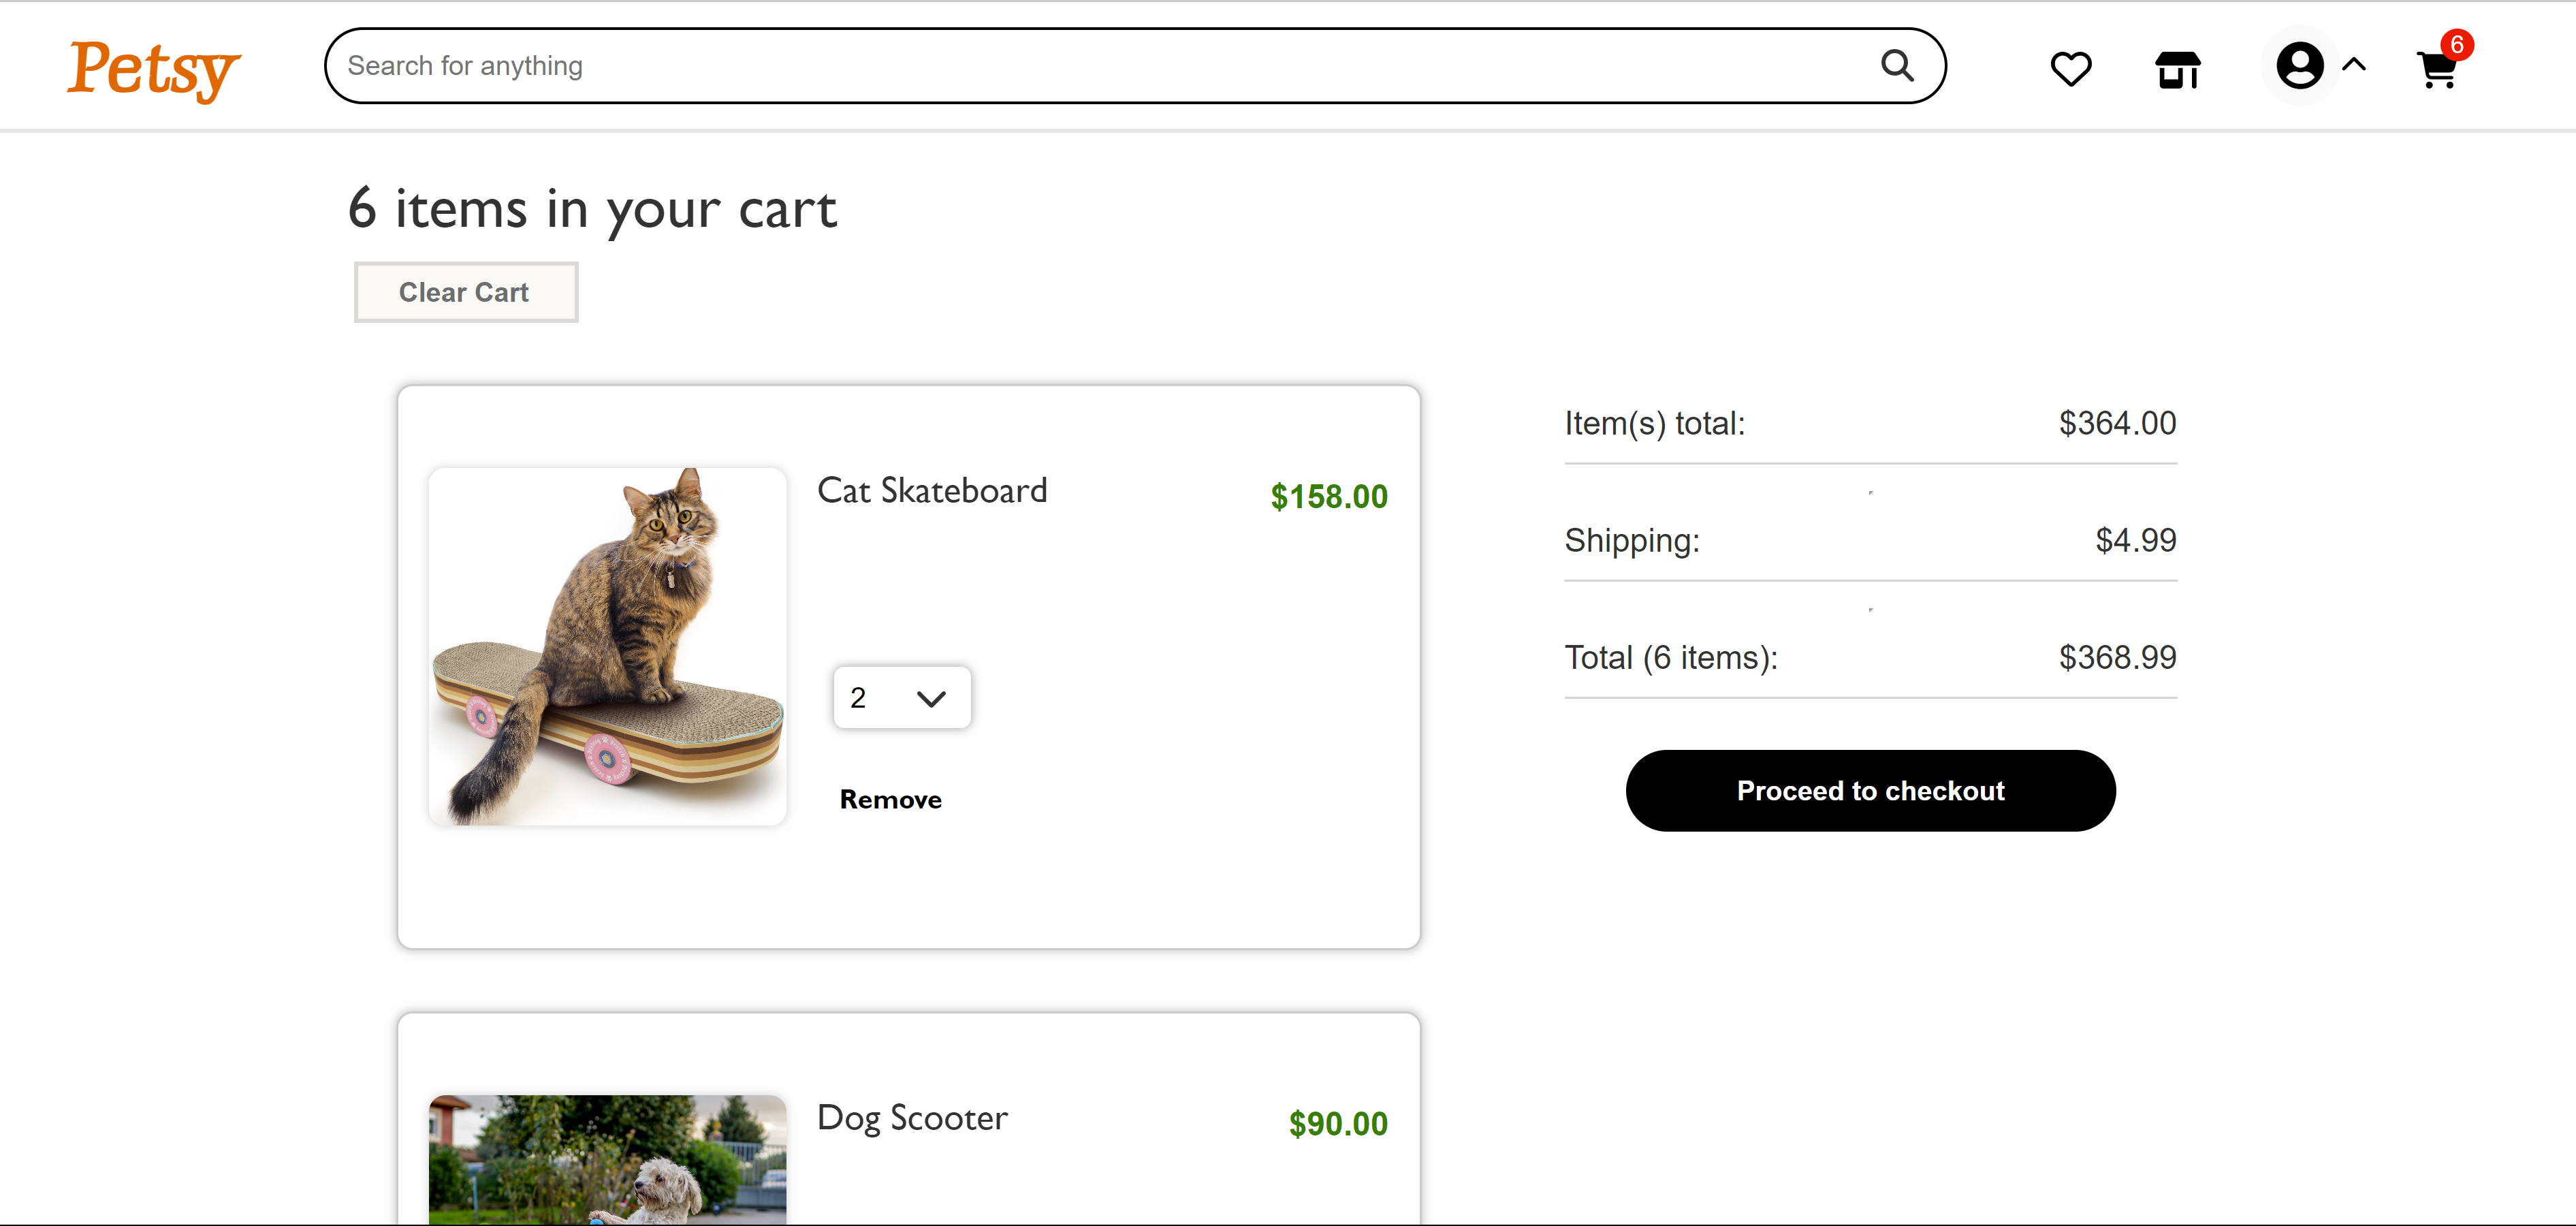 Petsy
Search for anything
6
6 items in your cart
Clear Cart
Cat Skateboard
$158.00
2
Remove
Item(s) total:
$364.00
Shipping:
$4.99
Total (6 items):
$368.99
Proceed to checkout
Dog Scooter
$90.00